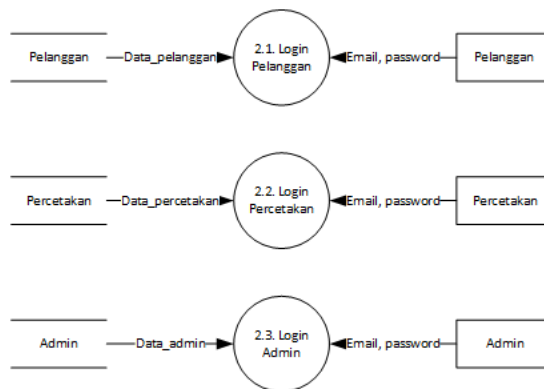 Pelanggan
Data_pelanggan
2.1. Login
Pelanggan
Email, password
Pelanggan
Percetakan
Data_percetakan
2.2. Login
Percetakan
Email, password
Percetakan
Admin
Data_admin
2.3. Login
Admin
Email, password
Admin